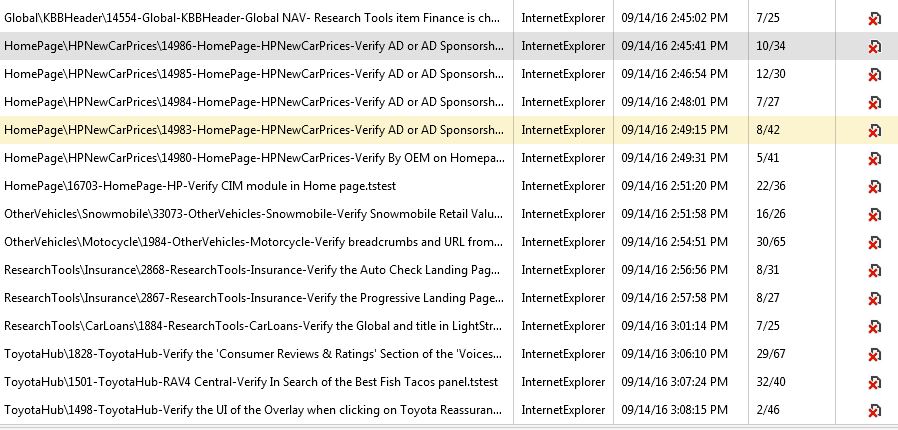 Global\KBBHeader\14554-Global-KBBHeader-Global NAV- Research Tools item Finance is ch... InternetExplorer 09/14/16 2:45:02 PM 7/25
HomePage\HPNewCarPrices\14986-HomePage-HPNewCarPrices-Verify AD or AD Sponsorsh... InternetExplorer 09/14/16 2:45:41 PM 10/34
HomePage\HPNewCarPrices\14985-HomePage-HPNewCarPrices-Verify AD or AD Sponsorsh... InternetExplorer 09/14/16 2:46:54 PM 12/30
HomePage\HPNewCarPrices\14984-HomePage-HPNewCarPrices-Verify AD or AD Sponsorsh... InternetExplorer 09/14/16 2:48:01 PM 7/27
HomePage\HPNewCarPrices\14983-HomePage-HPNewCarPrices-Verify AD or AD Sponsorsh... InternetExplorer 09/14/16 2:49:15 PM 8/42
HomePage\HPNewCarPrices\14980-HomePage-HPNewCarPrices-Verify By OEM on Homepa... InternetExplorer 09/14/16 2:49:31 PM 5/41
HomePage\16703-HomePage-HP-Verify CIM module in Home page.tstest InternetExplorer 09/14/16 2:51:20 PM 22/36
OtherVehicles\Snowmobile\33073-OtherVehicles-Snowmobile-Verify Snowmobile Retail Valu... InternetExplorer 09/14/16 2:51:58 PM 16/26
OtherVehicles\Motocycle\1984-OtherVehicles-Motorcycle-Verify breadcrumbs and URL from... InternetExplorer 09/14/16 2:54:51 PM 30/65
ResearchTools\Insurance\2868-ResearchTools-Insurance-Verify the Auto Check Landing Pag... InternetExplorer 09/14/16 2:56:56 PM 8/31
ResearchTools\Insurance\2867-ResearchTools-Insurance-Verify the Progressive Landing Page... InternetExplorer 09/14/16 2:57:58 PM 8/27
ResearchTools\CarLoans\1884-ResearchTools-CarLoans-Verify the Global and title in LightStr... InternetExplorer 09/14/16 3:01:14 PM 7/25
ToyotaHub\1828-ToyotaHub-Verify the 'Consumer Reviews & Ratings' Section of the 'Voices... InternetExplorer 09/14/16 3:06:10 PM 29/67
ToyotaHub\1501-ToyotaHub-RAV4 Central-Verify In Search of the Best Fish Tacos panel.tstest InternetExplorer 09/14/16 3:07:24 PM 32/40
ToyotaHub\1498-ToyotaHub-Verify the UI of the Overlay when clicking on Toyota Reassuran... InternetExplorer 09/14/16 3:08:15 PM 2/46